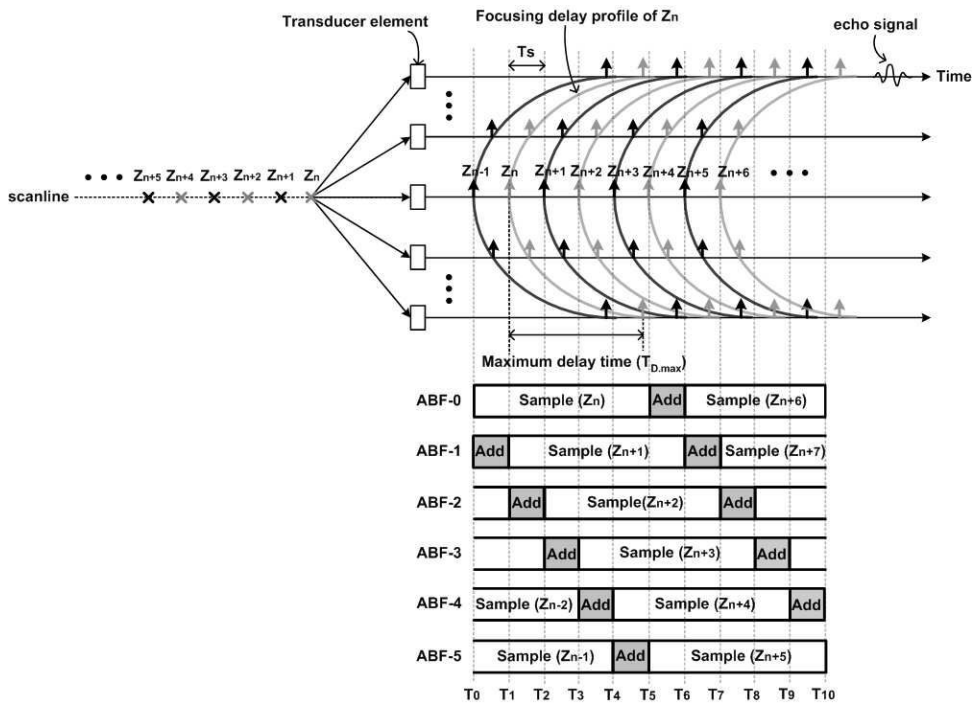 Transducer element
Focusing delay profile of Zn
echo signal
Ts
Time
Zn+5 Zn+4 Zn+3 Zn+2 Zn+1 Zn
scanline
Zn-1 Zn Zn+1 Zn+2 Zn+3 Zn+4 Zn+5 Zn+6
Maximum delay time (TD.max)
ABF-0 Sample (Zn) Add Sample (Zn+6)
ABF-1 Add Sample (Zn+1) Add Sample (Zn+7)
ABF-2 Add Sample(Zn+2) Add
ABF-3 Add Sample (Zn+3) Add
ABF-4 Sample (Zn-2) Add Sample (Zn+4) Add
ABF-5 Sample (Zn-1) Add Sample (Zn+5)
T0 T1 T2 T3 T4 T5 T6 T7 T8 T9 T10